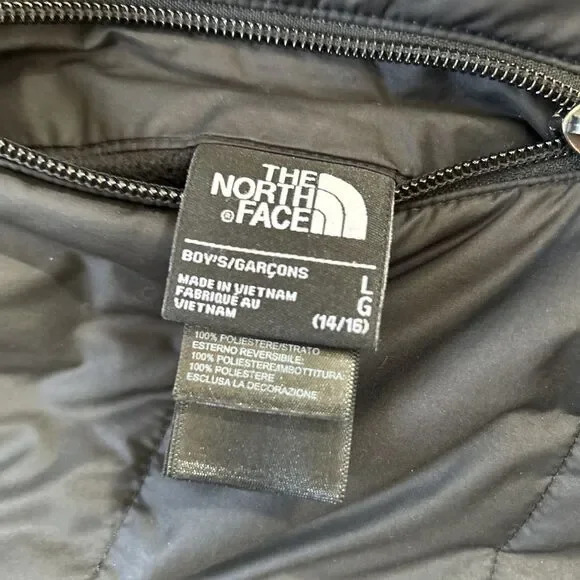 THE
NORTH
® FACE
BOY'S/GARÇONS
L
MADE IN VIETNAM
G
FABRIQUÉ AU
VIETNAM
(14/16)
100% POLIESTERE/STRATO
ESTERNO REVERSIBILE:
100% POLIESTERE/IMBOTTITURA:
100% POLIESTERE
ESCLUSA LA DECORAZIONE